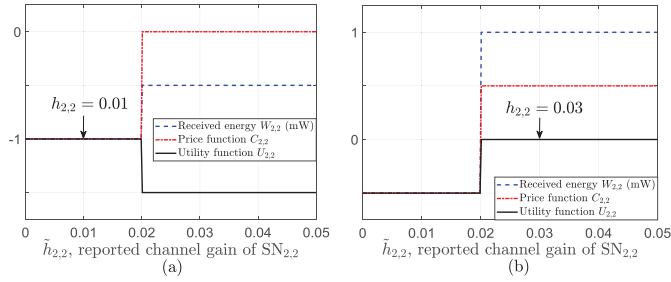 0
-1
h2,2 = 0.01
Received energy W2,2 (mW)
Price function C2,2
Utility function U2,2
0 0.01 0.02 0.03 0.04 0.05
h̃2,2, reported channel gain of SN2,2
(a)
1
0
h2,2 = 0.03
Received energy W2,2 (mW)
Price function C2,2
Utility function U2,2
0 0.01 0.02 0.03 0.04 0.05
h̃2,2, reported channel gain of SN2,2
(b)